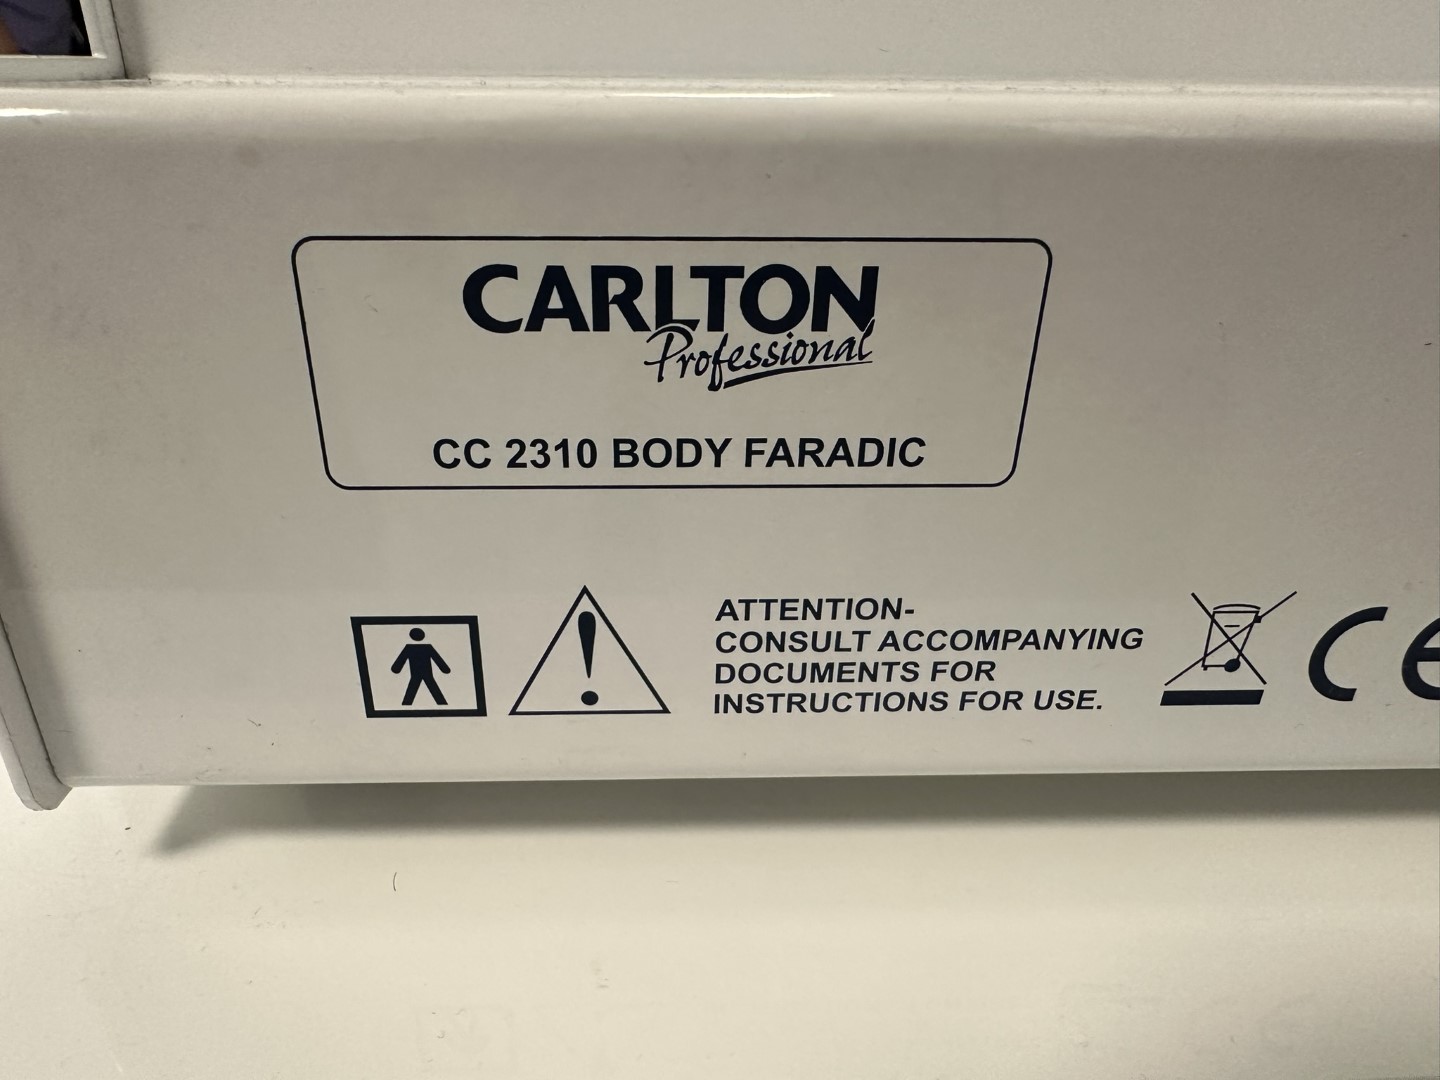 CARLTON
Professional
CC 2310 BODY FARADIC
ATTENTION-
CONSULT ACCOMPANYING
DOCUMENTS FOR
INSTRUCTIONS FOR USE.
CE